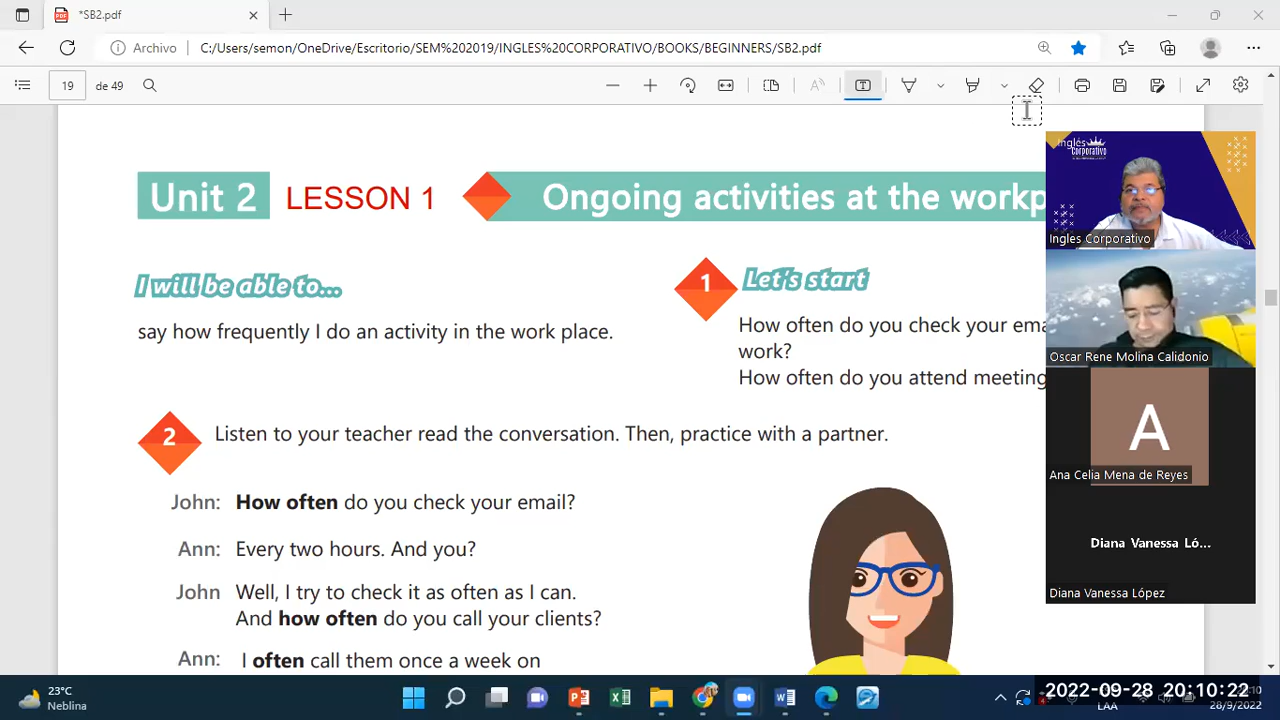 *SB2.pdf
Archivo
C:/Users/semon/OneDrive/Escritorio/SEM%202019/INGLES%20CORPORATIVO/BOOKS/BEGINNERS/SB2.pdf
19
de 49
Unit 2
LESSON 1
Ongoing activities at the workp
I will be able to...
say how frequently I do an activity in the work place.
1
Let's start
How often do you check your ema
work?
How often do you attend meeting
2
Listen to your teacher read the conversation. Then, practice with a partner.
John: How often do you check your email?
Ann: Every two hours. And you?
John Well, I try to check it as often as I can.
And how often do you call your clients?
Ann: I often call them once a week on
Inglés
Corporativo
Ingles Corporativo
Oscar Rene Molina Calidonio
A
Ana Celia Mena de Reyes
Diana Vanessa Ló...
Diana Vanessa López
23°C
Neblina
2022-09-28 20:10:22
LAA
28/9/2022